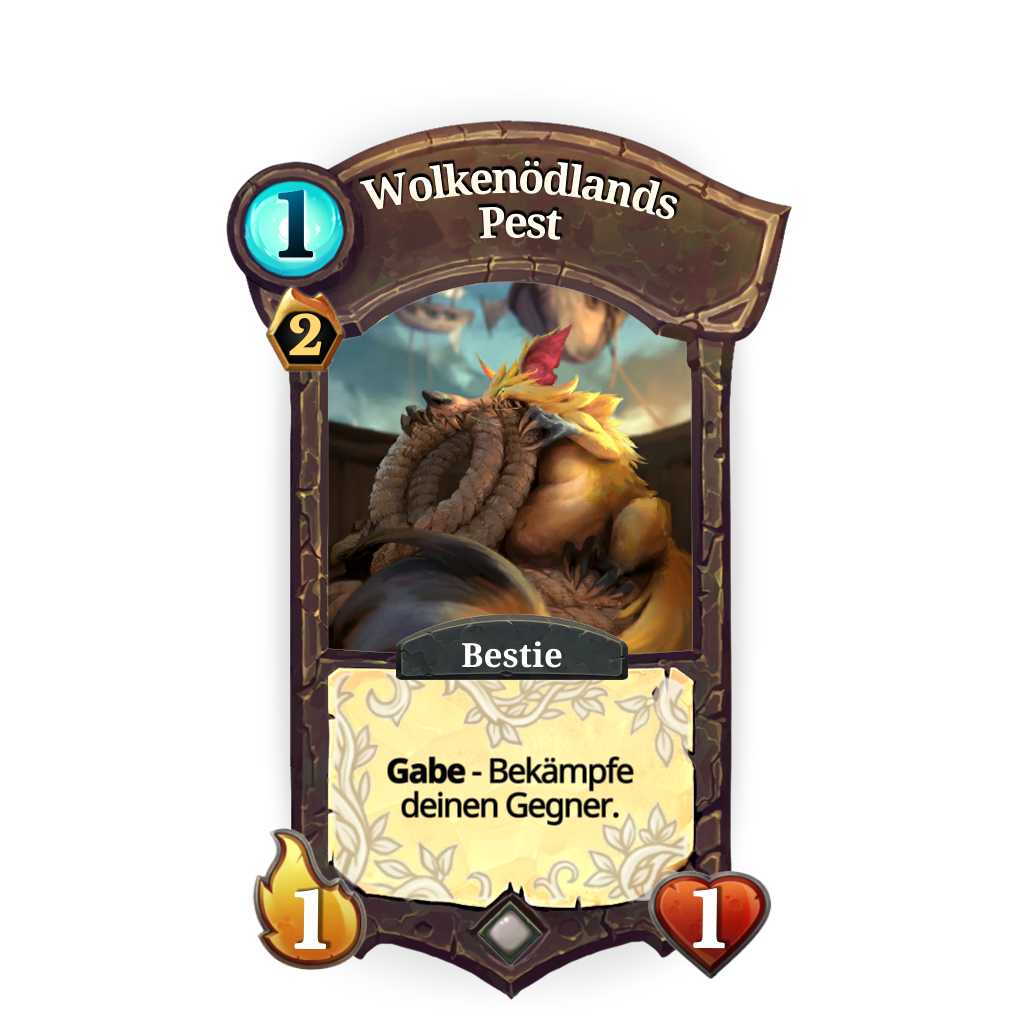 1
Wolkenödlands
Pest
2
Bestie
Gabe - Bekämpfe
deinen Gegner.
1
1